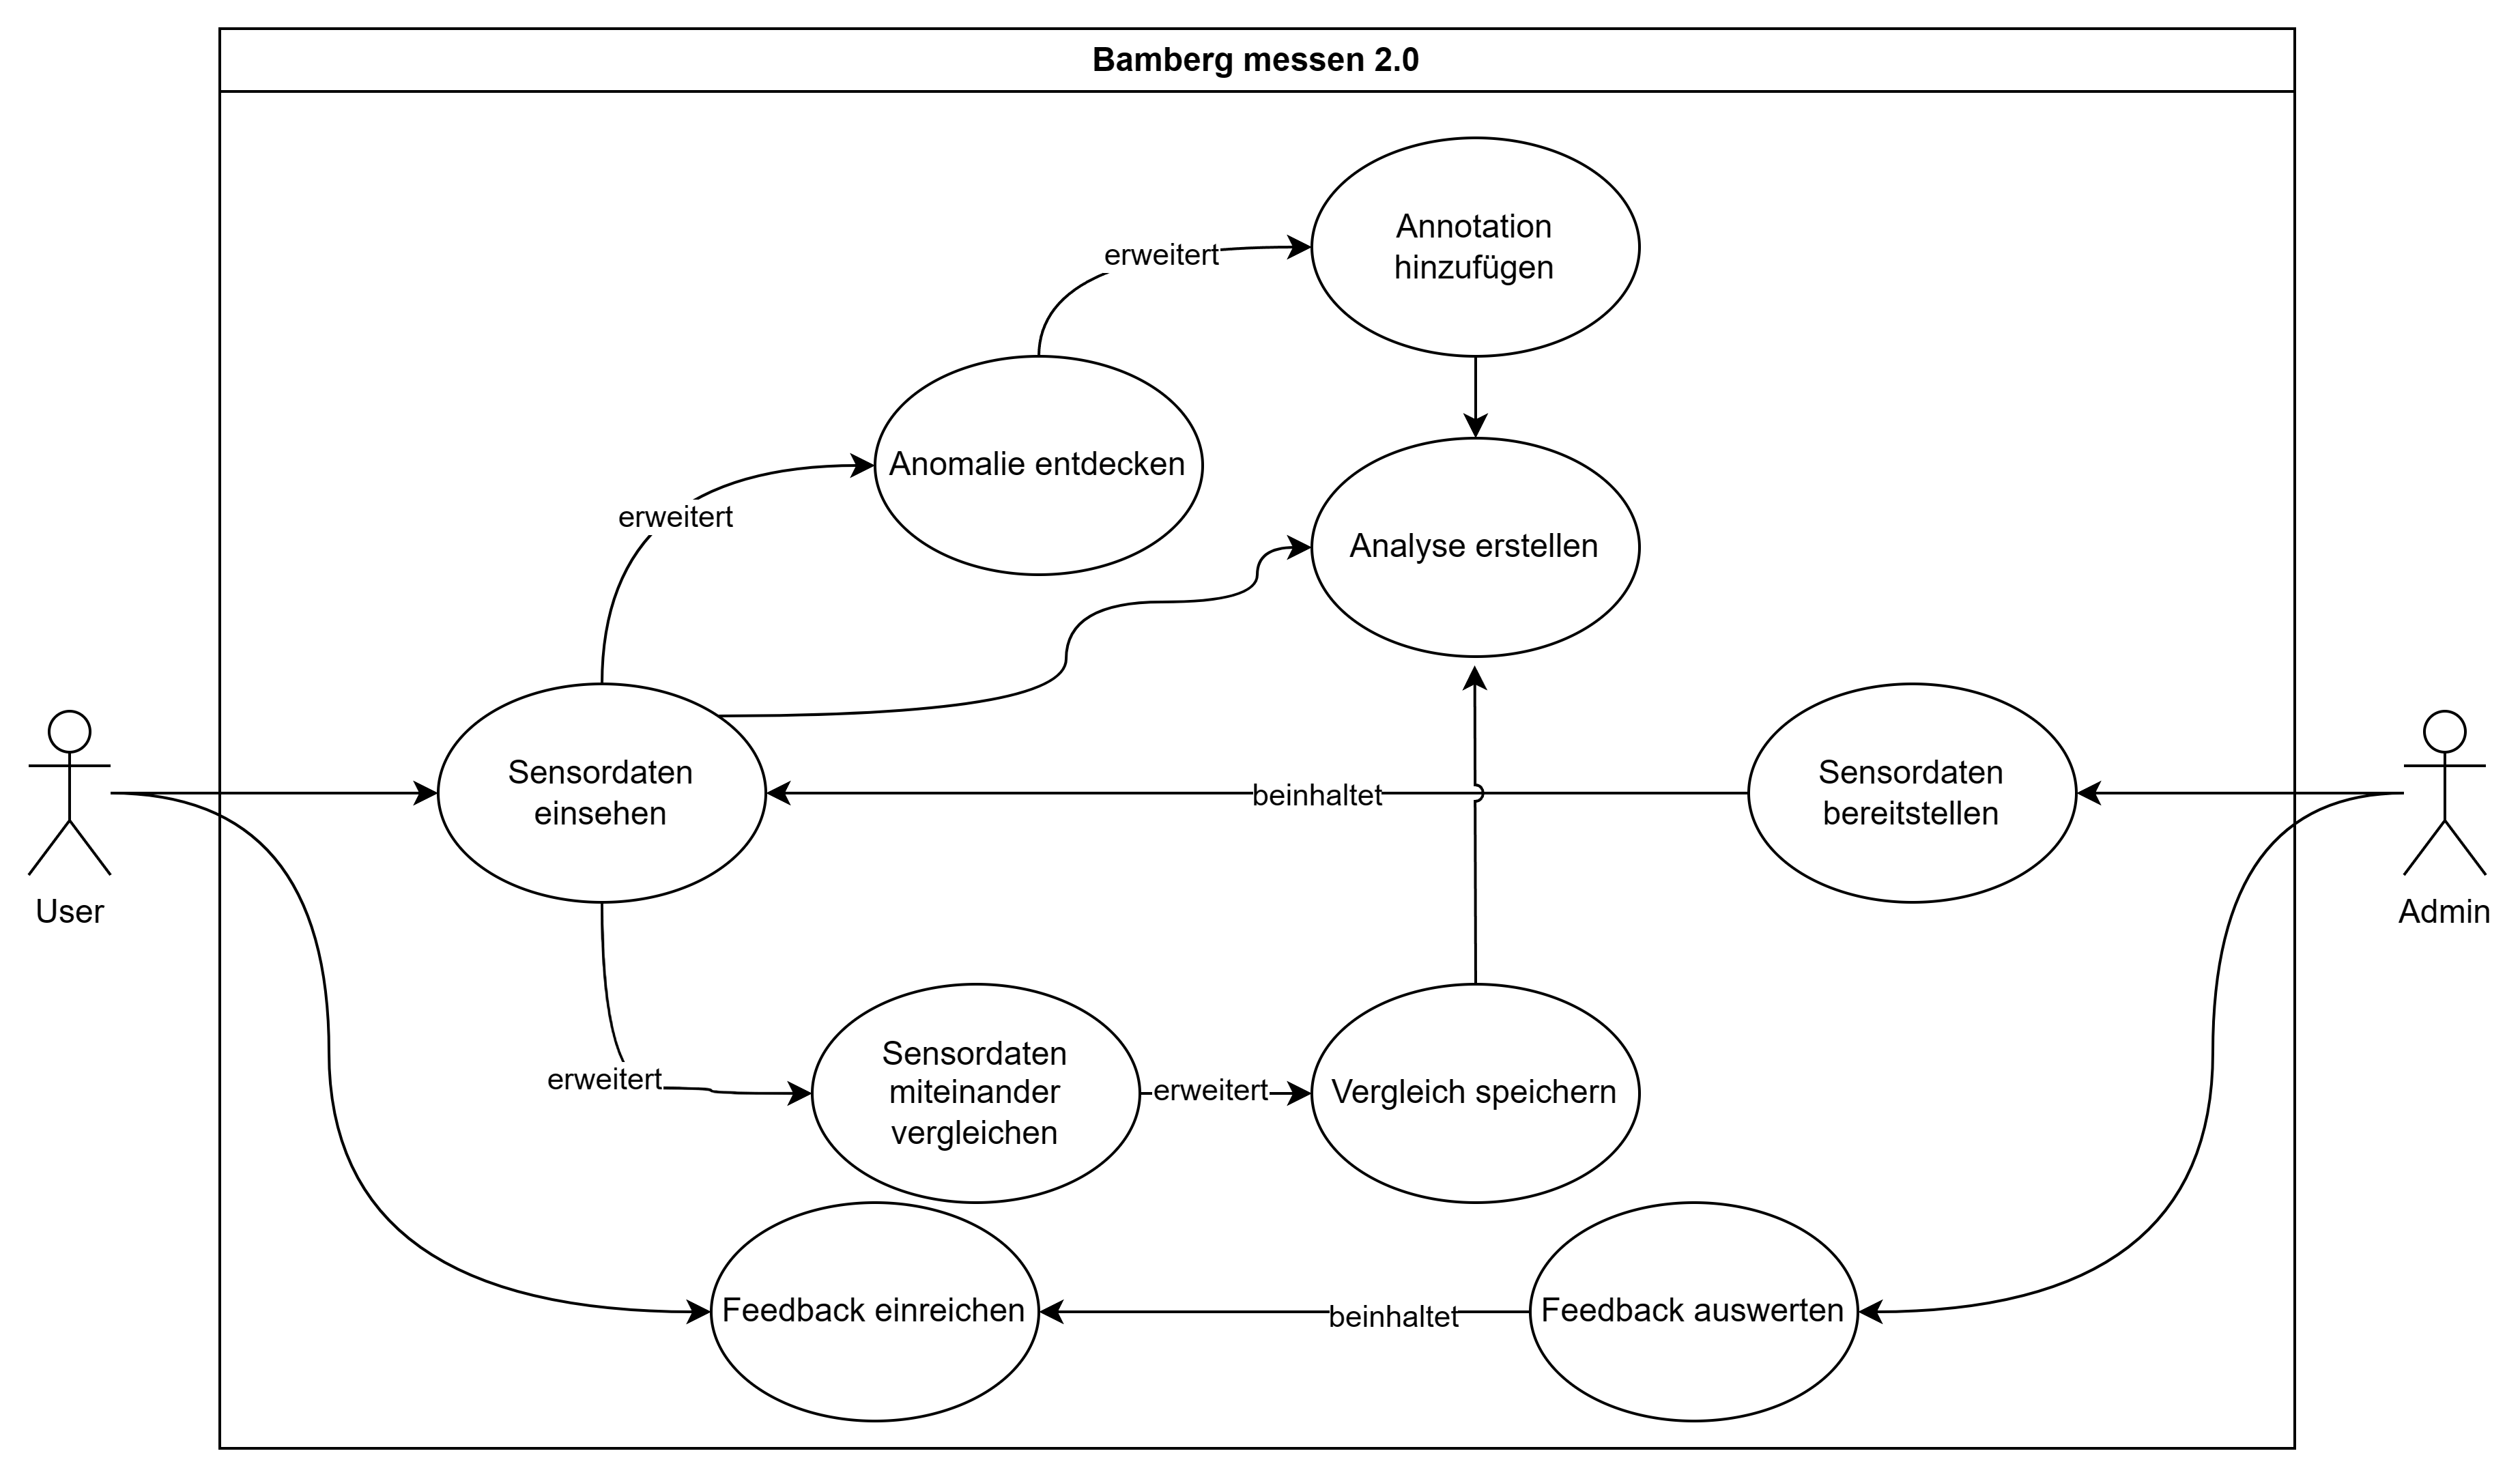 Bamberg messen 2.0
Annotation
hinzufügen
erweitert
Anomalie entdecken
erweitert
Analyse erstellen
Sensordaten
einsehen
beinhaltet
Sensordaten
bereitstellen
User
Admin
erweitert
Sensordaten
miteinander
vergleichen
erweitert
Vergleich speichern
Feedback einreichen
beinhaltet
Feedback auswerten